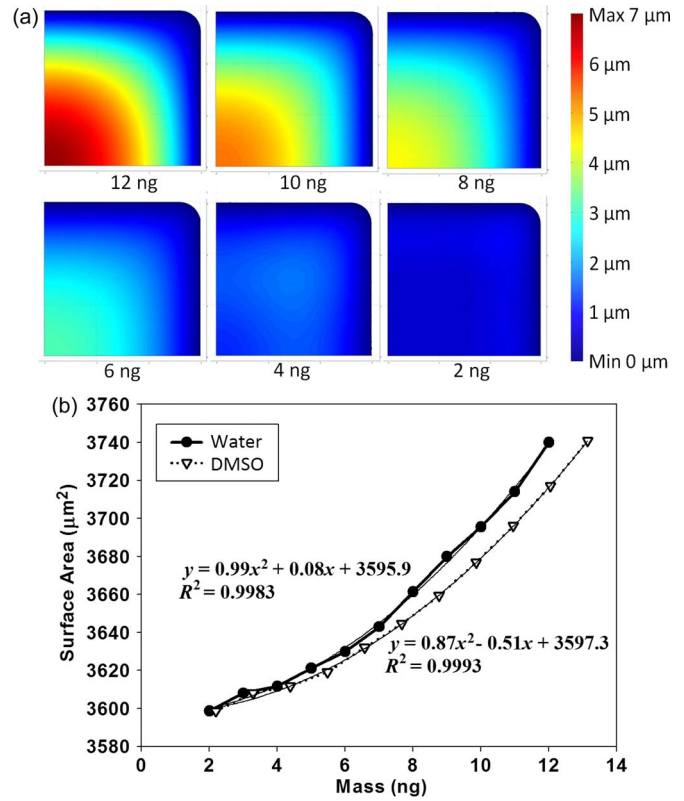 (a)
Max 7 µm
6 µm
5 µm
4 µm
3 µm
2 µm
1 µm
Min 0 µm
12 ng
10 ng
8 ng
6 ng
4 ng
2 ng
(b)
Surface Area (µm²)
3760
3740
3720
3700
3680
3660
3640
3620
3600
3580
Water
DMSO
y = 0.99x² + 0.08x + 3595.9
R² = 0.9983
y = 0.87x² - 0.51x + 3597.3
R² = 0.9993
0 2 4 6 8 10 12 14
Mass (ng)